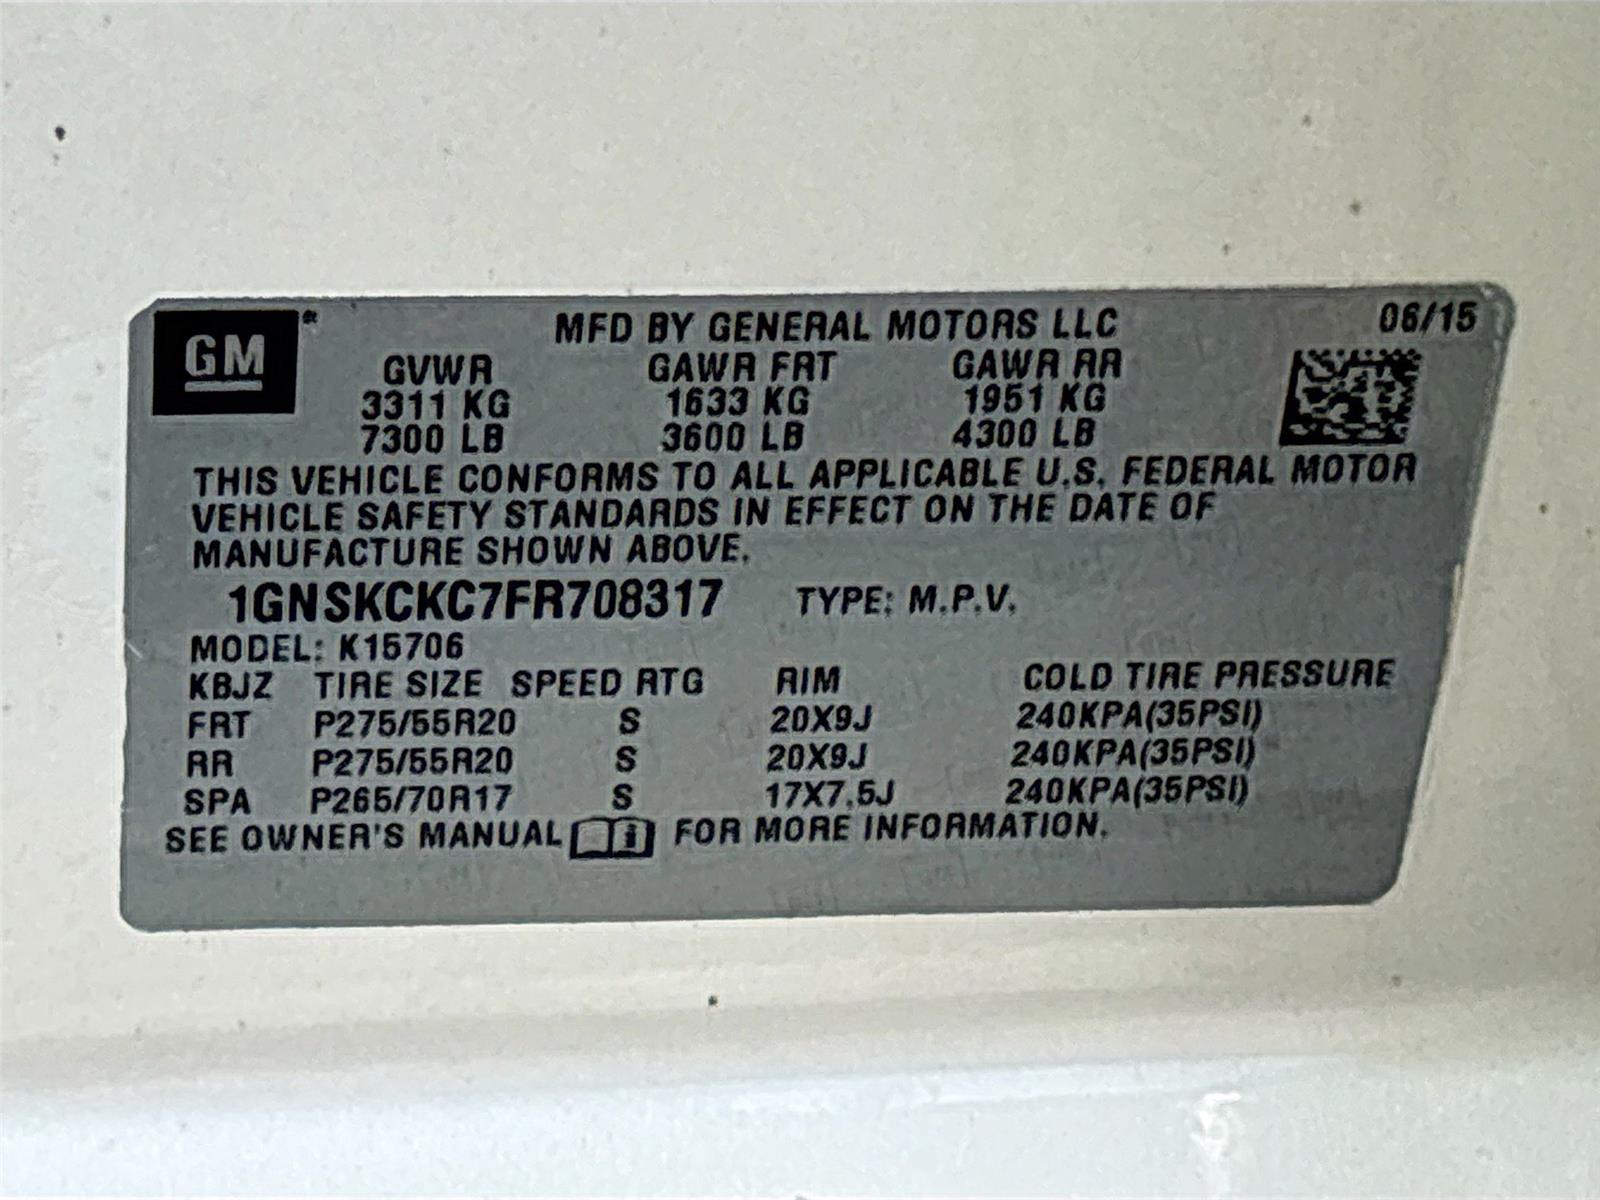 GM® MFD BY GENERAL MOTORS LLC 06/15
GVWR GAWR FRT GAWR RR
3311 KG 1633 KG 1951 KG
7300 LB 3600 LB 4300 LB
THIS VEHICLE CONFORMS TO ALL APPLICABLE U.S. FEDERAL MOTOR
VEHICLE SAFETY STANDARDS IN EFFECT ON THE DATE OF
MANUFACTURE SHOWN ABOVE.
1GNSKCKC7FR708317 TYPE: M.P.V.
MODEL: K15706
KBJZ TIRE SIZE SPEED RTG RIM COLD TIRE PRESSURE
FRT P275/55R20 S 20X9J 240KPA(35PSI)
RR P275/55R20 S 20X9J 240KPA(35PSI)
SPA P265/70R17 S 17X7.5J 240KPA(35PSI)
SEE OWNER'S MANUAL i FOR MORE INFORMATION.